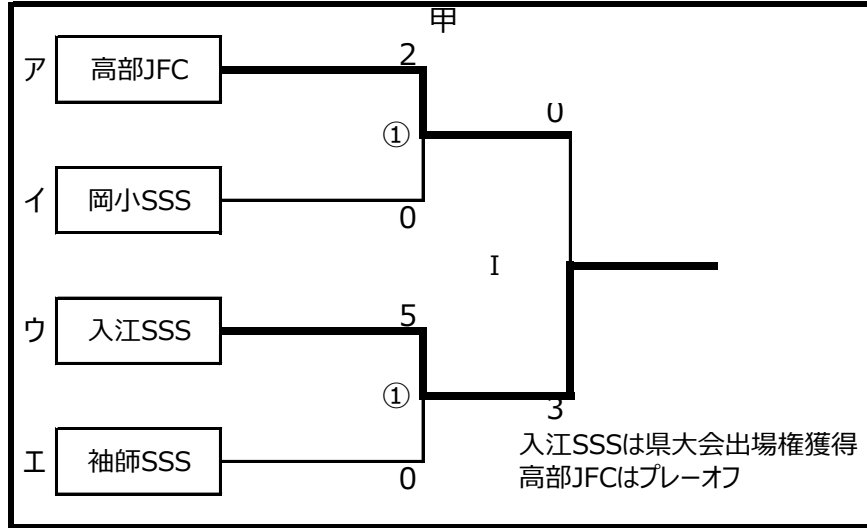 甲
ア 高部JFC 2
① 0
イ 岡小SSS 0
I
ウ 入江SSS 5
① 3
エ 袖師SSS 0
入江SSSは県大会出場権獲得
高部JFCはプレーオフ